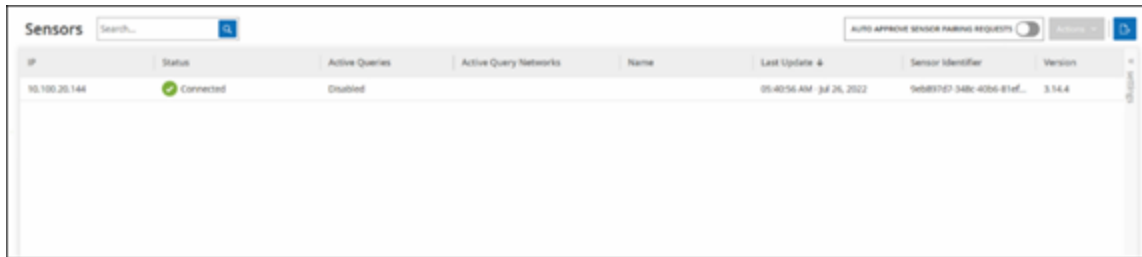 Sensors Search... AUTO APPROVE SENSOR PAIRING REQUESTS Actions
IP Status Active Queries Active Query Networks Name Last Update Sensor Identifier Version
10.100.20.144 Connected Disabled 05:40:56 AM · Jul 26, 2022 9eb897d7-348c-40b6-81ef... 3.14.4
settings